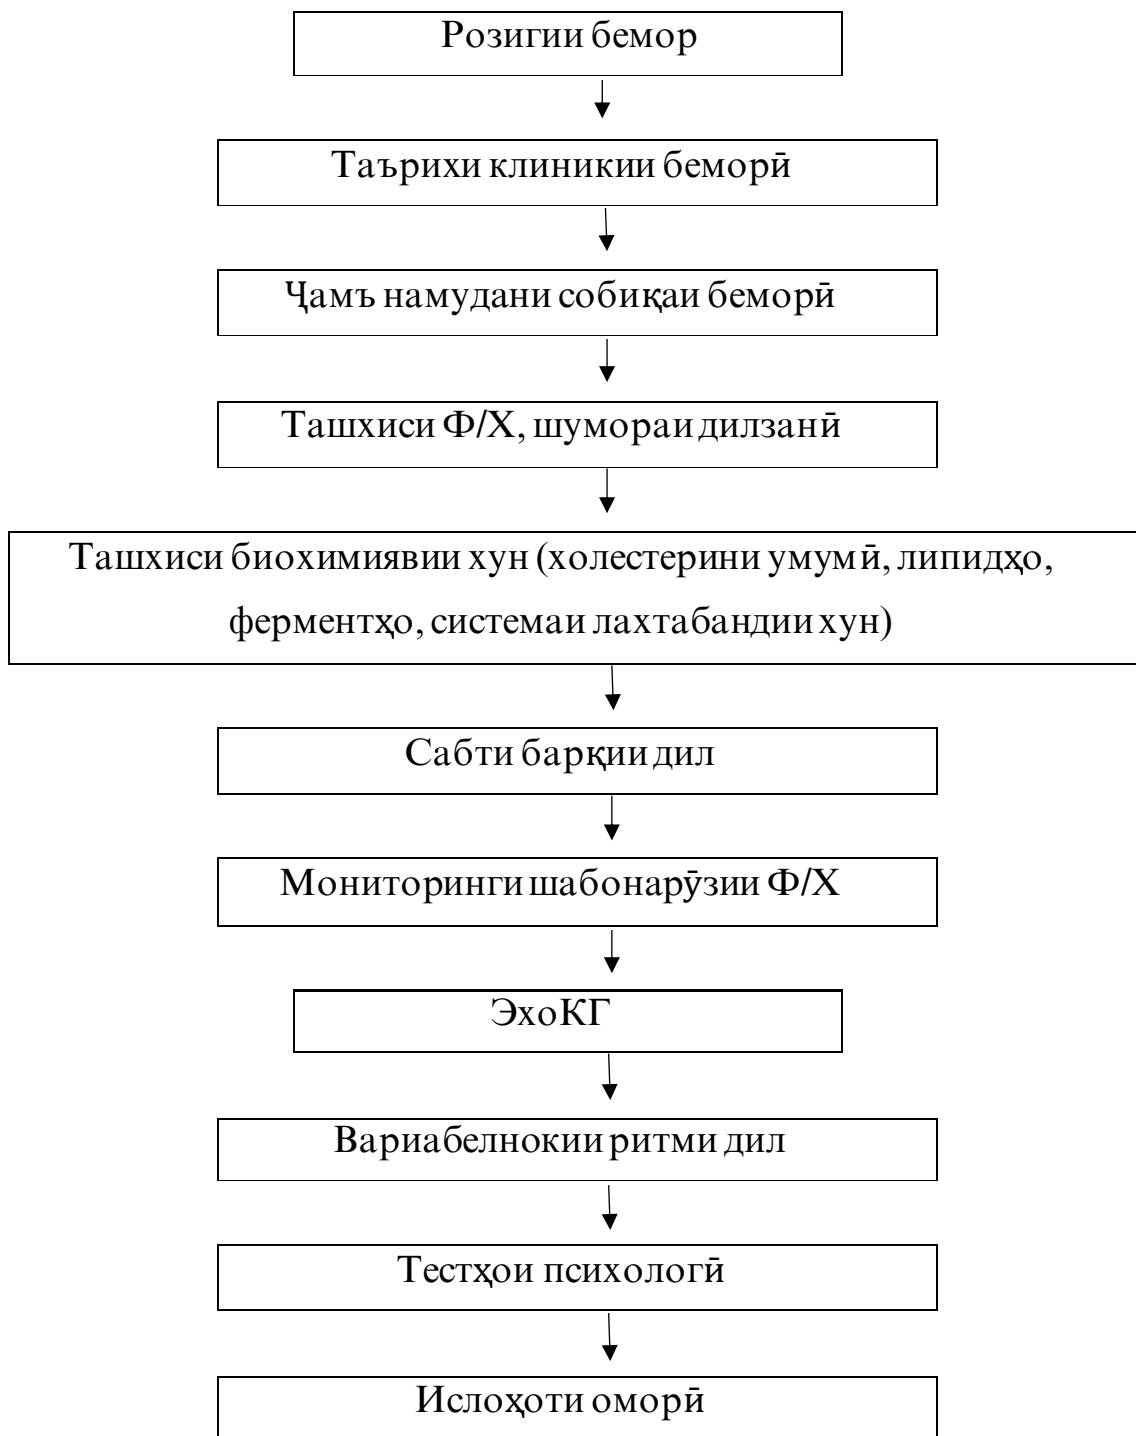 Розигии бемор
Таърихи клиникии беморӣ
Ҷамъ намудани собиқаи беморӣ
Ташхиси Ф/Х, шумораи дилзанӣ
Ташхиси биохимиявии хун (холестерини умумӣ, липидҳо,
ферментҳо, системаи лахтабандии хун)
Сабти барқии дил
Мониторинги шабонарӯзии Ф/Х
ЭхоКГ
Вариабелнокии ритми дил
Тестҳои психологӣ
Ислоҳоти оморӣ